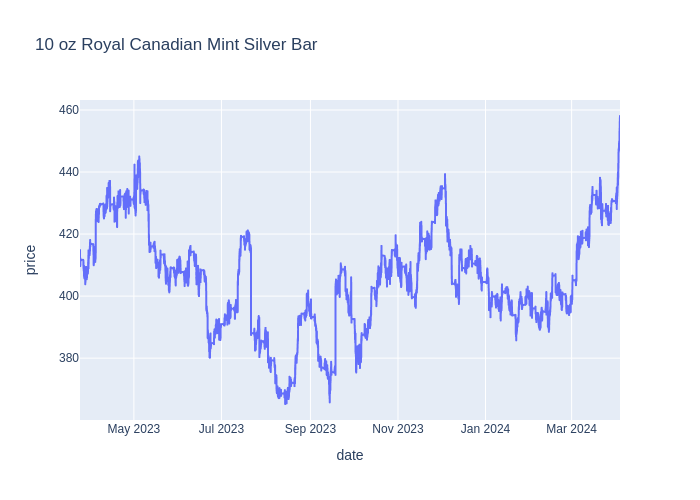 10 oz Royal Canadian Mint Silver Bar
460
440
420
400
380
price
May 2023 Jul 2023 Sep 2023 Nov 2023 Jan 2024 Mar 2024
date